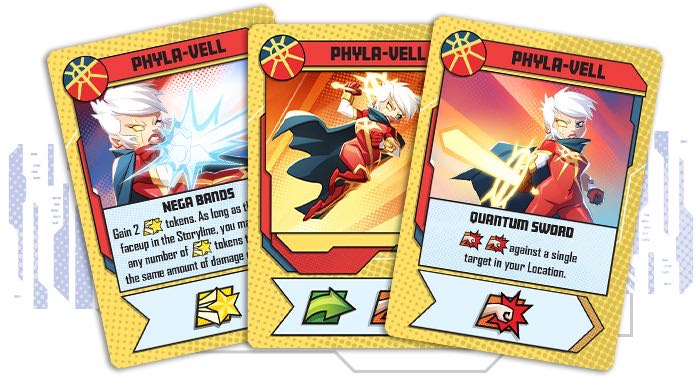 PHYLA-VELL
NEGA BANDS
Gain 2 tokens. As long as th
faceup in the Storyline, you ma
any number of tokens t
the same amount of damage
PHYLA-VELL
PHYLA-VELL
QUANTUM SWORD
against a single
target in your Location.